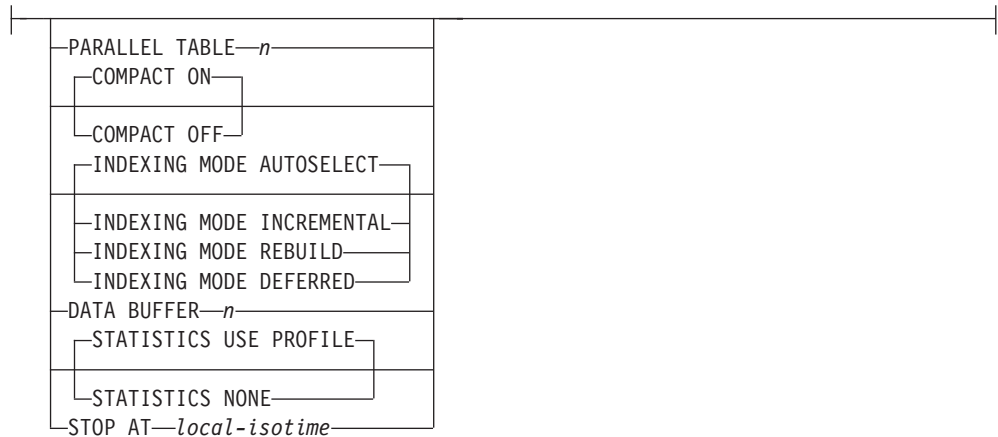 PARALLEL TABLE n
COMPACT ON
COMPACT OFF
INDEXING MODE AUTOSELECT
INDEXING MODE INCREMENTAL
INDEXING MODE REBUILD
INDEXING MODE DEFERRED
DATA BUFFER n
STATISTICS USE PROFILE
STATISTICS NONE
STOP AT local-isotime